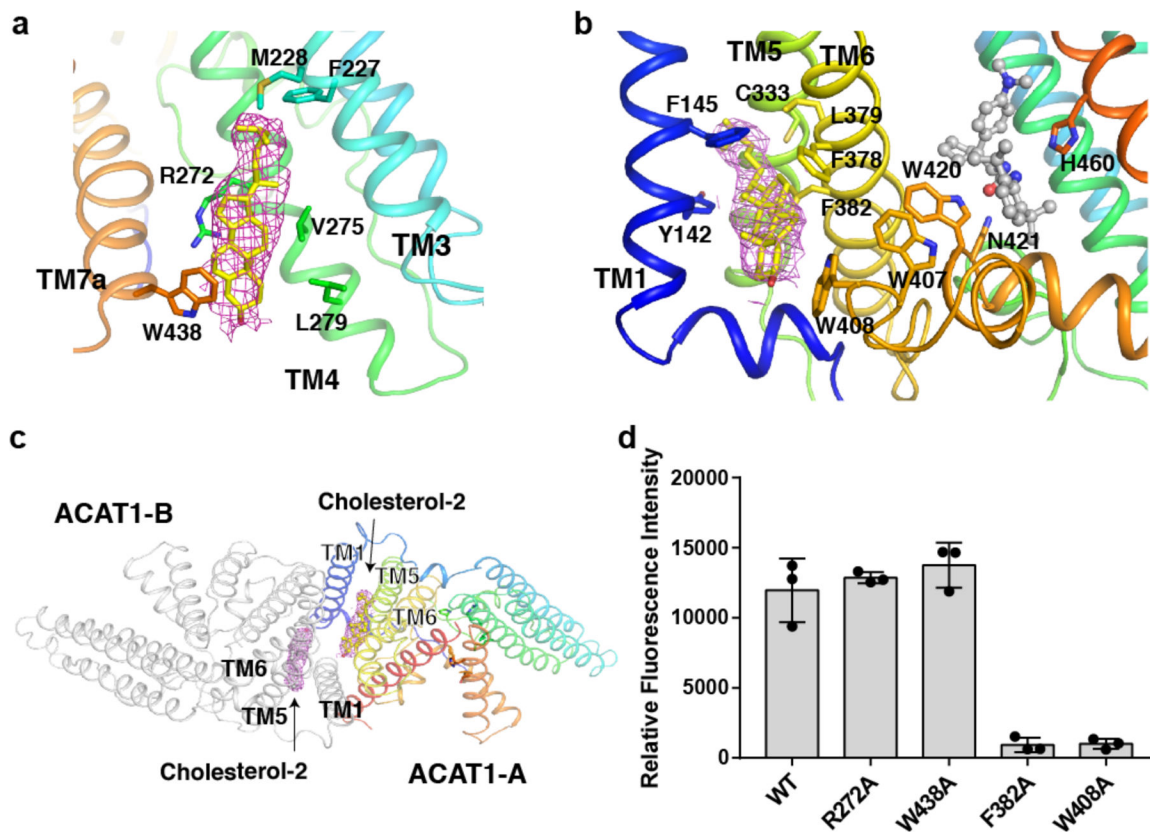 a
M228
F227
R272
V275
TM3
TM7a
W438
L279
TM4
b
TM5
TM6
C333
F145
L379
F378
W420
H460
F382
Y142
N421
TM1
W407
W408
c
Cholesterol-2
ACAT1-B
TM1
TM5
TM6
TM6
TM5
TM1
Cholesterol-2
ACAT1-A
d
Relative Fluorescence Intensity
20000
15000
10000
5000
0
WT
R272A
W438A
F382A
W408A